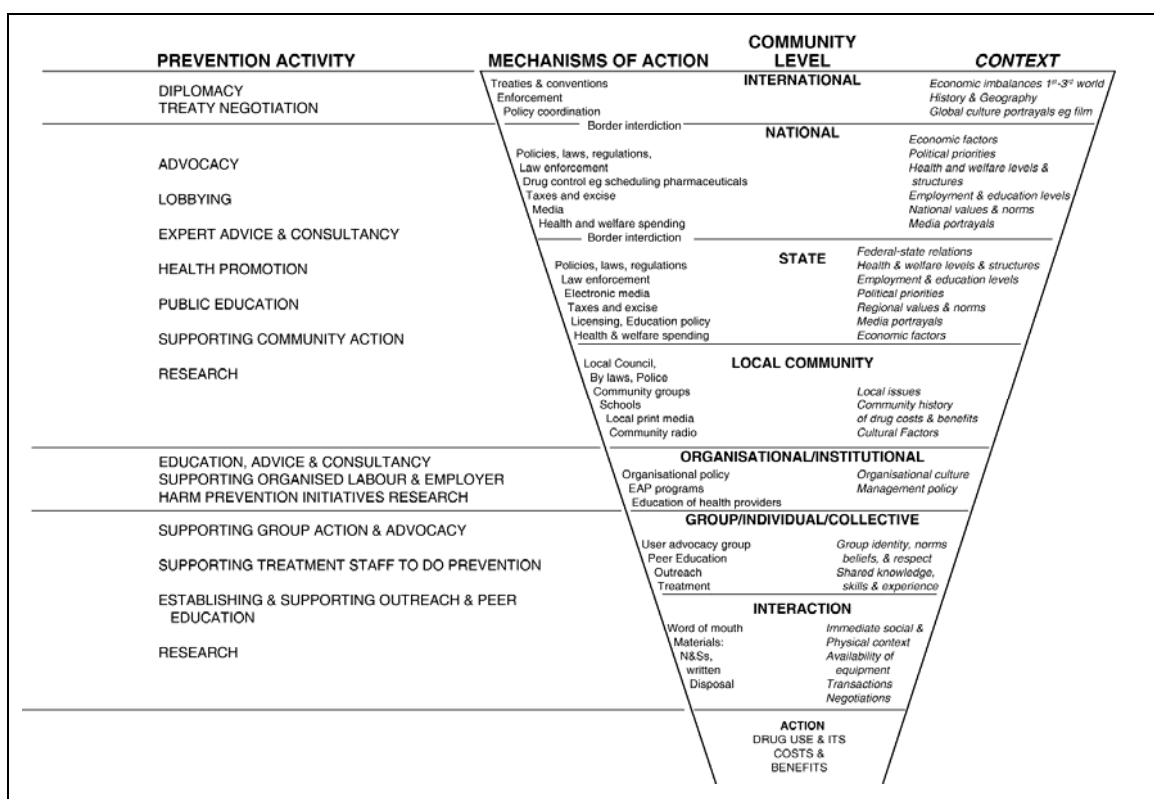 PREVENTION ACTIVITY
MECHANISMS OF ACTION
COMMUNITY
LEVEL
CONTEXT
DIPLOMACY
TREATY NEGOTIATION
Treaties & conventions
Enforcement
Policy coordination
INTERNATIONAL
Economic imbalances 1st-3rd world
History & Geography
Global culture portrayals eg film
Border interdiction
ADVOCACY
LOBBYING
EXPERT ADVICE & CONSULTANCY
HEALTH PROMOTION
PUBLIC EDUCATION
SUPPORTING COMMUNITY ACTION
RESEARCH
NATIONAL
Policies, laws, regulations,
Law enforcement
Drug control eg scheduling pharmaceuticals
Taxes and excise
Media
Health and welfare spending
Economic factors
Political priorities
Health and welfare levels &
structures
Employment & education levels
National values & norms
Media portrayals
Border interdiction
STATE
Policies, laws, regulations
Law enforcement
Electronic media
Taxes and excise
Licensing, Education policy
Health & welfare spending
Federal-state relations
Health & welfare levels & structures
Employment & education levels
Political priorities
Regional values & norms
Media portrayals
Economic factors
LOCAL COMMUNITY
Local Council,
By laws, Police
Community groups
Schools
Local print media
Community radio
Local issues
Community history
of drug costs & benefits
Cultural Factors
EDUCATION, ADVICE & CONSULTANCY
SUPPORTING ORGANISED LABOUR & EMPLOYER
HARM PREVENTION INITIATIVES RESEARCH
ORGANISATIONAL/INSTITUTIONAL
Organisational policy
EAP programs
Education of health providers
Organisational culture
Management policy
SUPPORTING GROUP ACTION & ADVOCACY
SUPPORTING TREATMENT STAFF TO DO PREVENTION
ESTABLISHING & SUPPORTING OUTREACH & PEER
EDUCATION
RESEARCH
GROUP/INDIVIDUAL/COLLECTIVE
User advocacy group
Peer Education
Outreach
Treatment
Group identity, norms
beliefs, & respect
Shared knowledge,
skills & experience
INTERACTION
Word of mouth
Materials:
N&Ss,
written
Disposal
Immediate social &
Physical context
Availability of
equipment
Transactions
Negotiations
ACTION
DRUG USE & ITS
COSTS &
BENEFITS